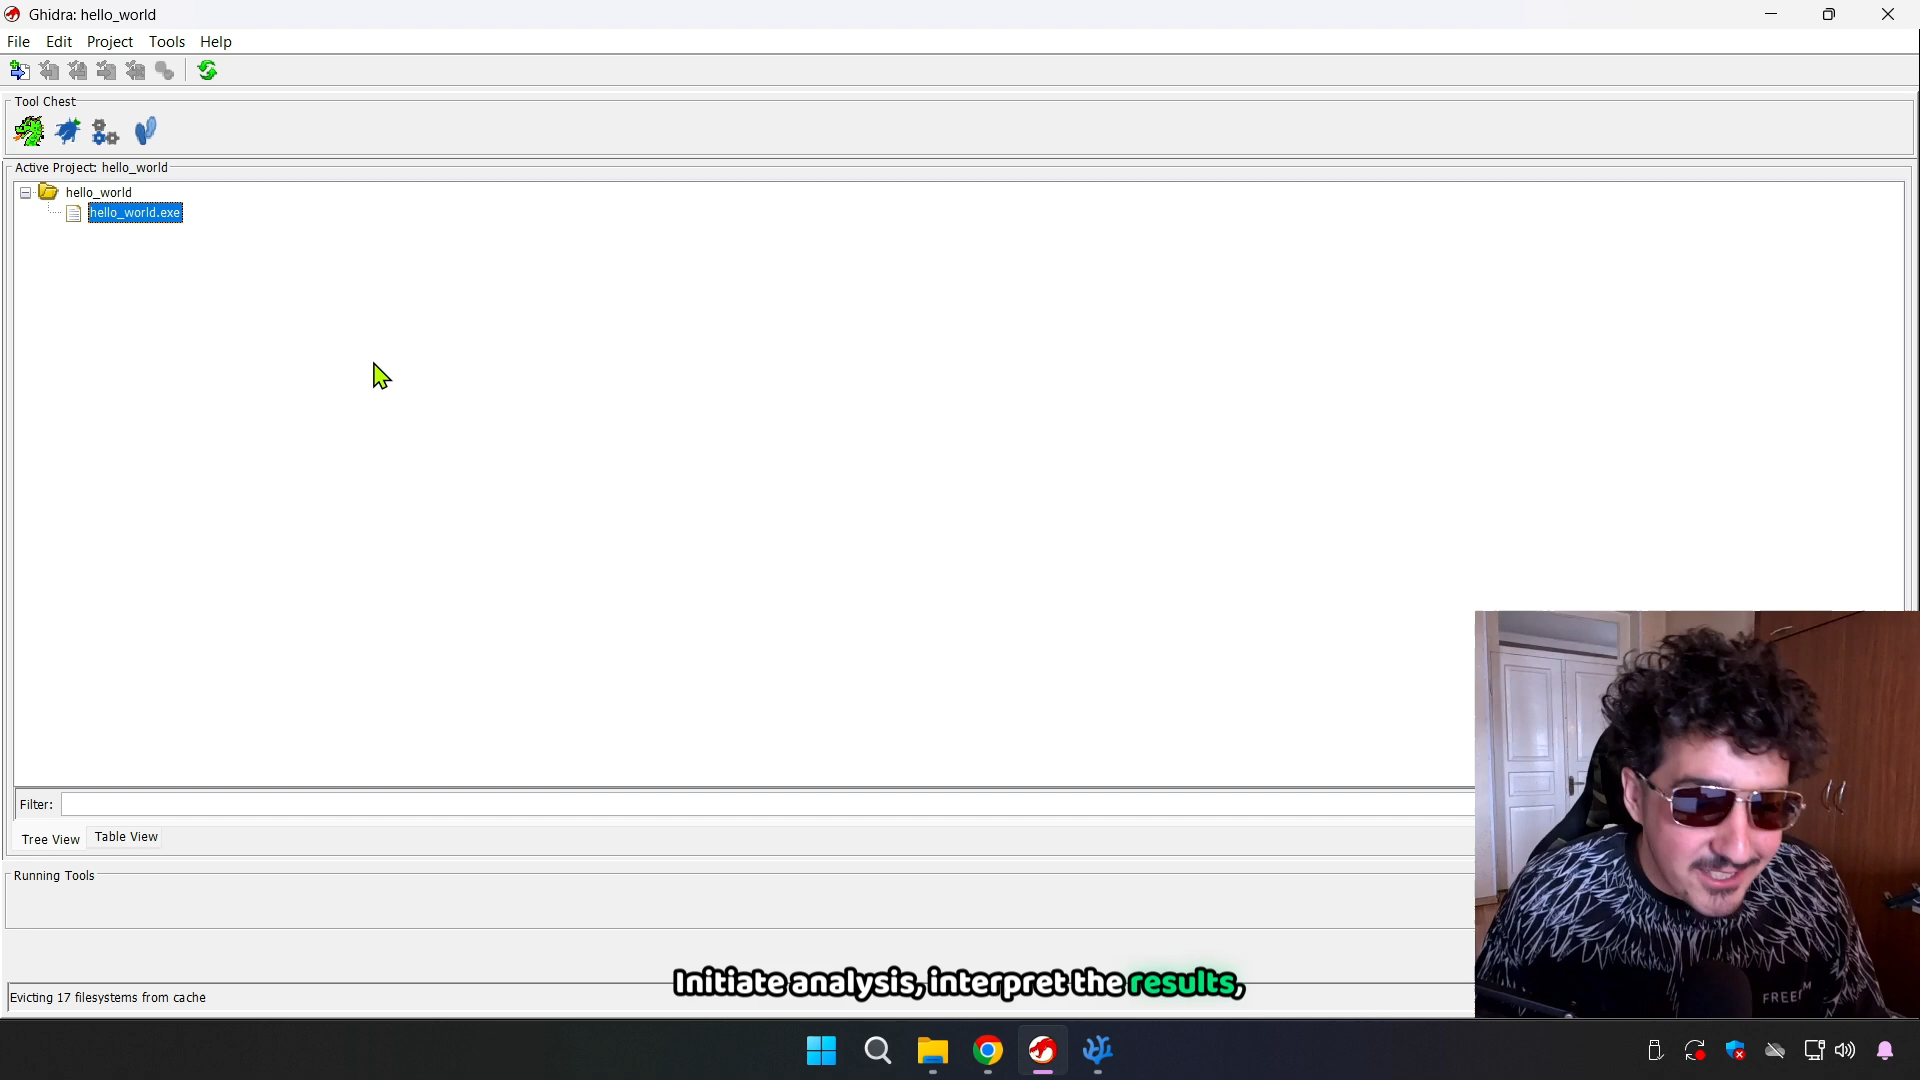 Ghidra: hello_world
File Edit Project Tools Help
Tool Chest
Active Project: hello_world
hello_world
hello_world.exe
Filter:
Tree View Table View
Running Tools
Initiate analysis, interpret the results,
Evicting 17 filesystems from cache
FREE